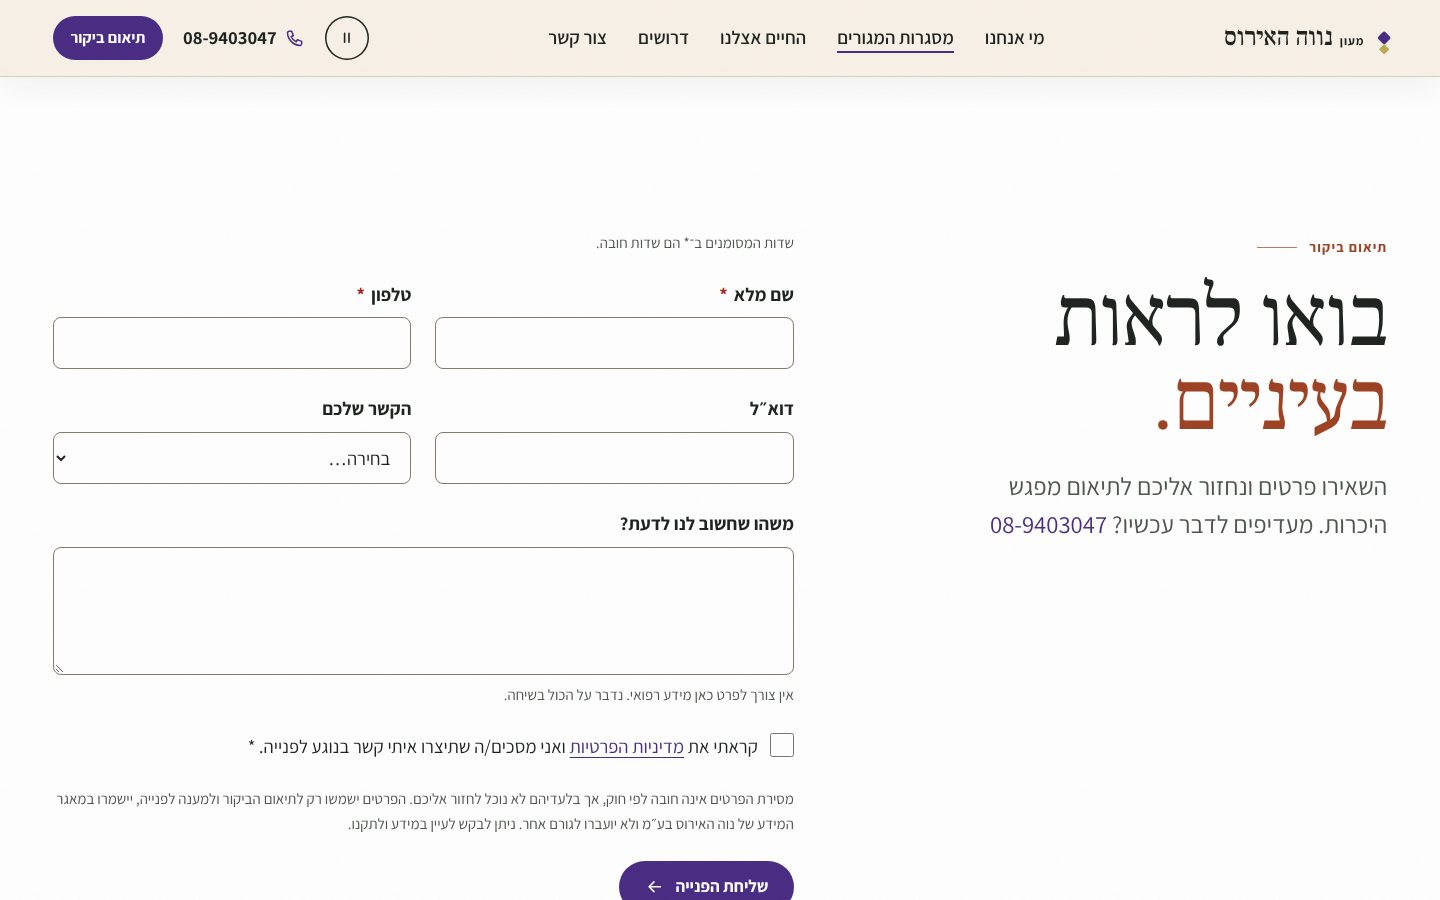 מעון נווה האירוס
מי אנחנו
מסגרות המגורים
החיים אצלנו
דרושים
צור קשר
08-9403047
תיאום ביקור
תיאום ביקור
בואו לראות
בעיניים.
השאירו פרטים ונחזור אליכם לתיאום מפגש
היכרות. מעדיפים לדבר עכשיו? 08-9403047
שדות המסומנים ב־* הם שדות חובה.
שם מלא *
טלפון *
דוא״ל
הקשר שלכם
בחירה...
משהו שחשוב לנו לדעת?
אין צורך לפרט כאן מידע רפואי. נדבר על הכול בשיחה.
קראתי את מדיניות הפרטיות ואני מסכים/ה שתיצרו איתי קשר בנוגע לפנייה. *
מסירת הפרטים אינה חובה לפי חוק, אך בלעדיהם לא נוכל לחזור אליכם. הפרטים ישמשו רק לתיאום הביקור ולמענה לפנייה, יישמרו במאגר
המידע של נוה האירוס בע״מ ולא יועברו לגורם אחר. ניתן לבקש לעיין במידע ולתקנו.
שליחת הפנייה